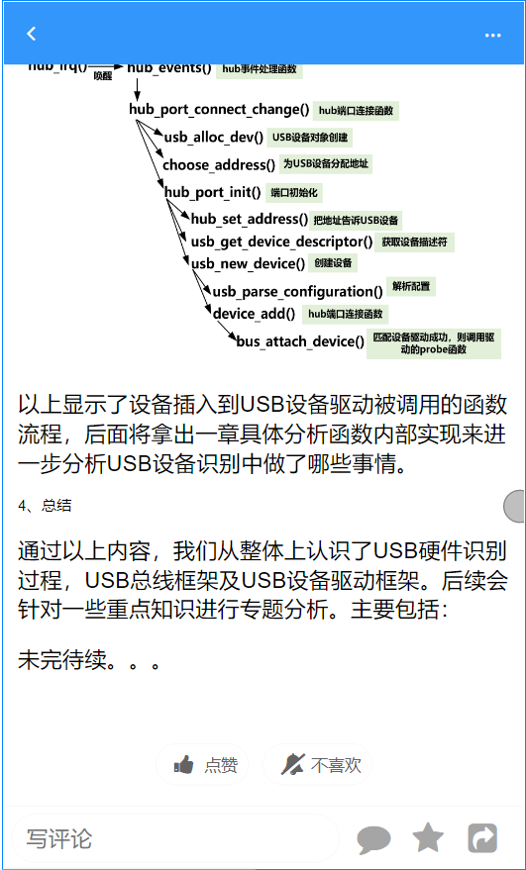 hub_irq() 唤醒 hub_events() hub事件处理函数
hub_port_connect_change() hub端口连接函数
usb_alloc_dev() USB设备对象创建
choose_address() 为USB设备分配地址
hub_port_init() 端口初始化
hub_set_address() 把地址告诉USB设备
usb_get_device_descriptor() 获取设备描述符
usb_new_device() 创建设备
usb_parse_configuration() 解析配置
device_add() hub端口连接函数
bus_attach_device() 匹配设备驱动成功，则调用驱
动的probe函数
以上显示了设备插入到USB设备驱动被调用的函数
流程，后面将拿出一章具体分析函数内部实现来进
一步分析USB设备识别中做了哪些事情。
4、总结
通过以上内容，我们从整体上认识了USB硬件识别
过程，USB总线框架及USB设备驱动框架。后续会
针对一些重点知识进行专题分析。主要包括：
未完待续。。。
点赞 不喜欢
写评论